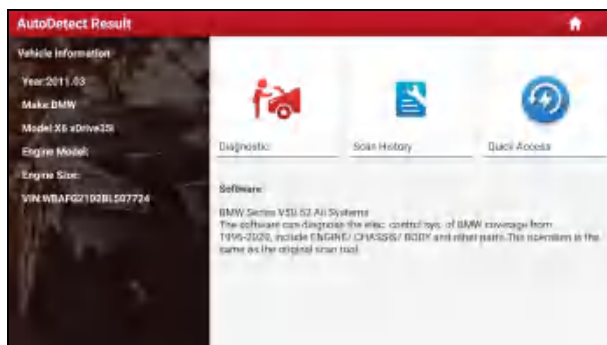 AutoDetect Result
Vehicle Information
Year:2011.03
Make:BMW
Model:X6 xDrive35i
Engine Model:
Engine Size:
Diagnostic
Scan History
Quick Access
Software
BMW Series V50.52 All Systems
The software can diagnose the elec. control sys. of BMW coverage from
1995-2020, include ENGINE/ CHASSIS/ BODY and other parts. The operation is the
same as the original scan tool.